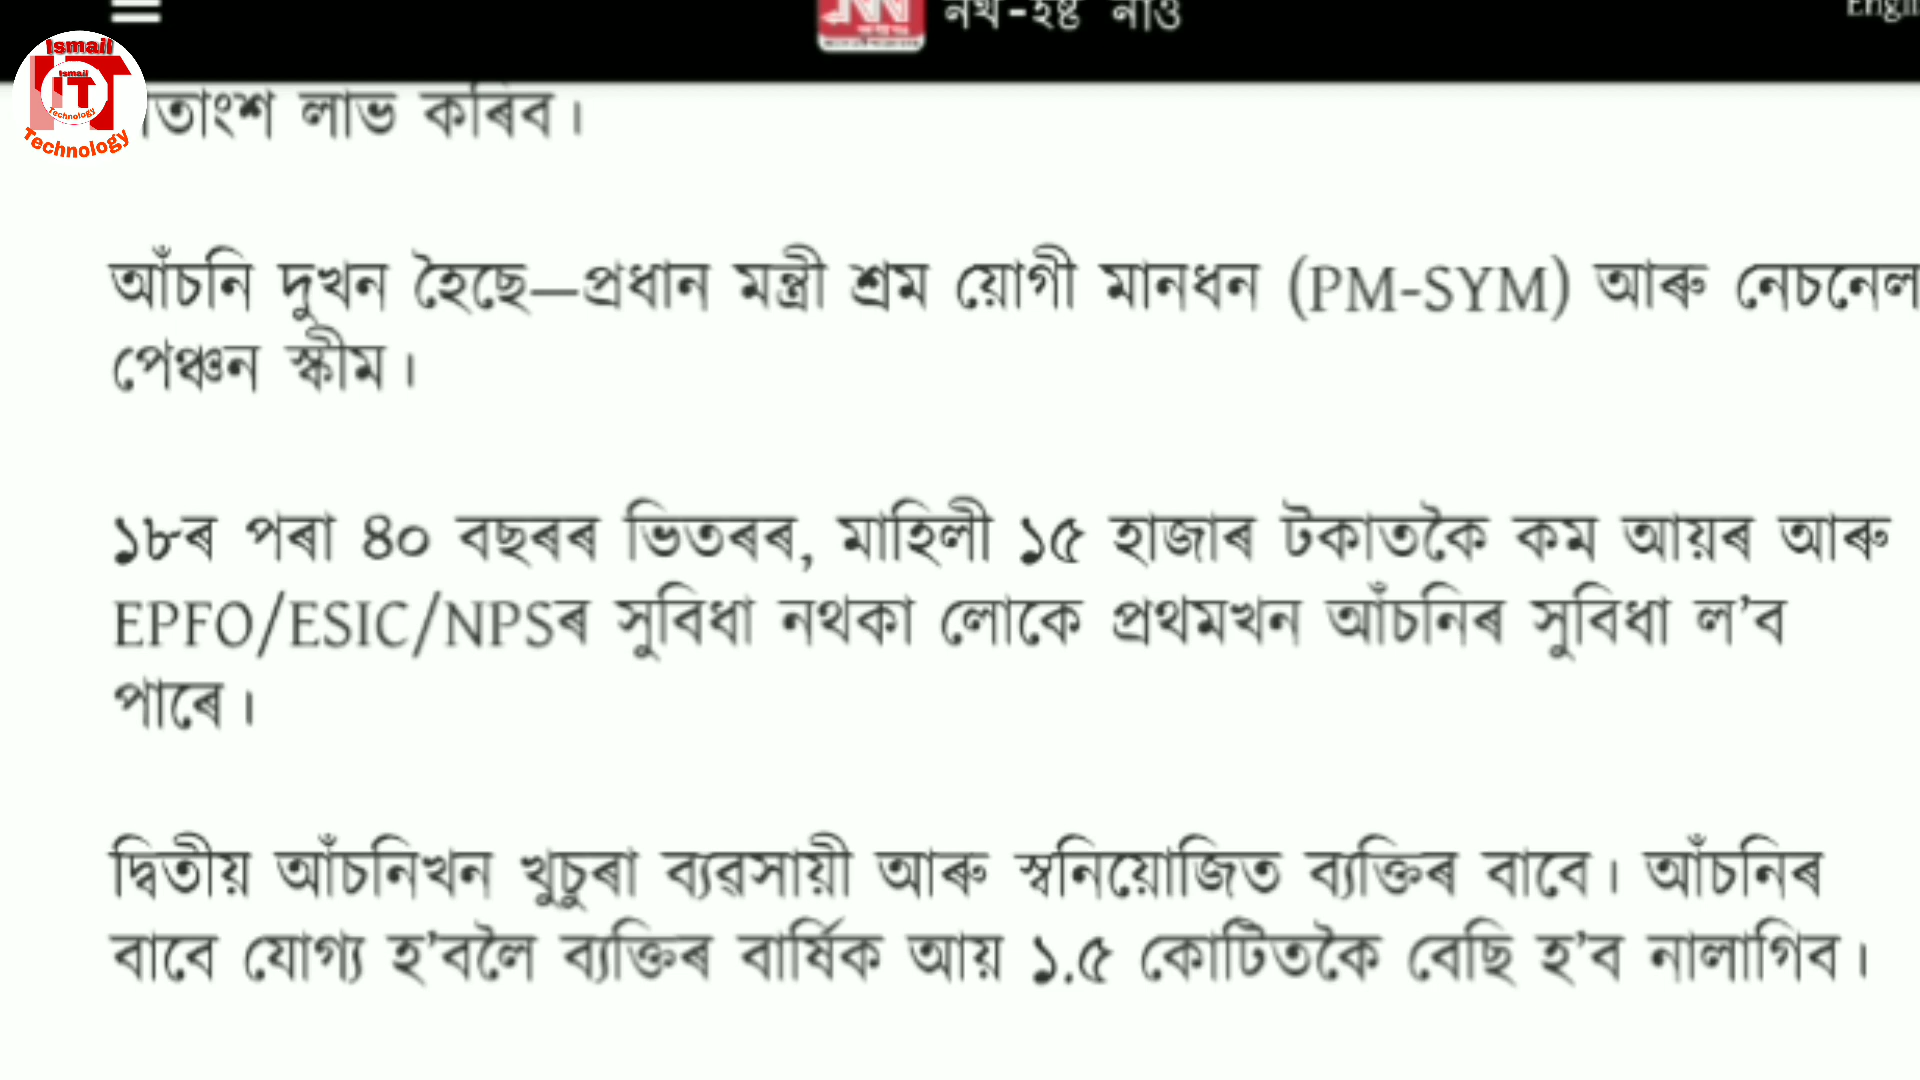 নর্থ-ইষ্ট নাও
Ismail
IT
Technology
লাভ কৰিব।
আঁচনি দুখন হৈছে—প্ৰধান মন্ত্ৰী শ্ৰম য়োগী মানধন (PM-SYM) আৰু নেচনেল
পেঞ্চন স্কীম।
১৮ৰ পৰা ৪০ বছৰৰ ভিতৰৰ, মাহিলী ১৫ হাজাৰ টকাতকৈ কম আয়ৰ আৰু
EPFO/ESIC/NPSৰ সুবিধা নথকা লোকে প্ৰথমখন আঁচনিৰ সুবিধা ল’ব
পাৰে।
দ্বিতীয় আঁচনিখন খুচুৰা ব্যৱসায়ী আৰু স্বনিয়োজিত ব্যক্তিৰ বাবে। আঁচনিৰ
বাবে যোগ্য হ’বলৈ ব্যক্তিৰ বাৰ্ষিক আয় ১.৫ কোটিতকৈ বেছি হ’ব নালাগিব।